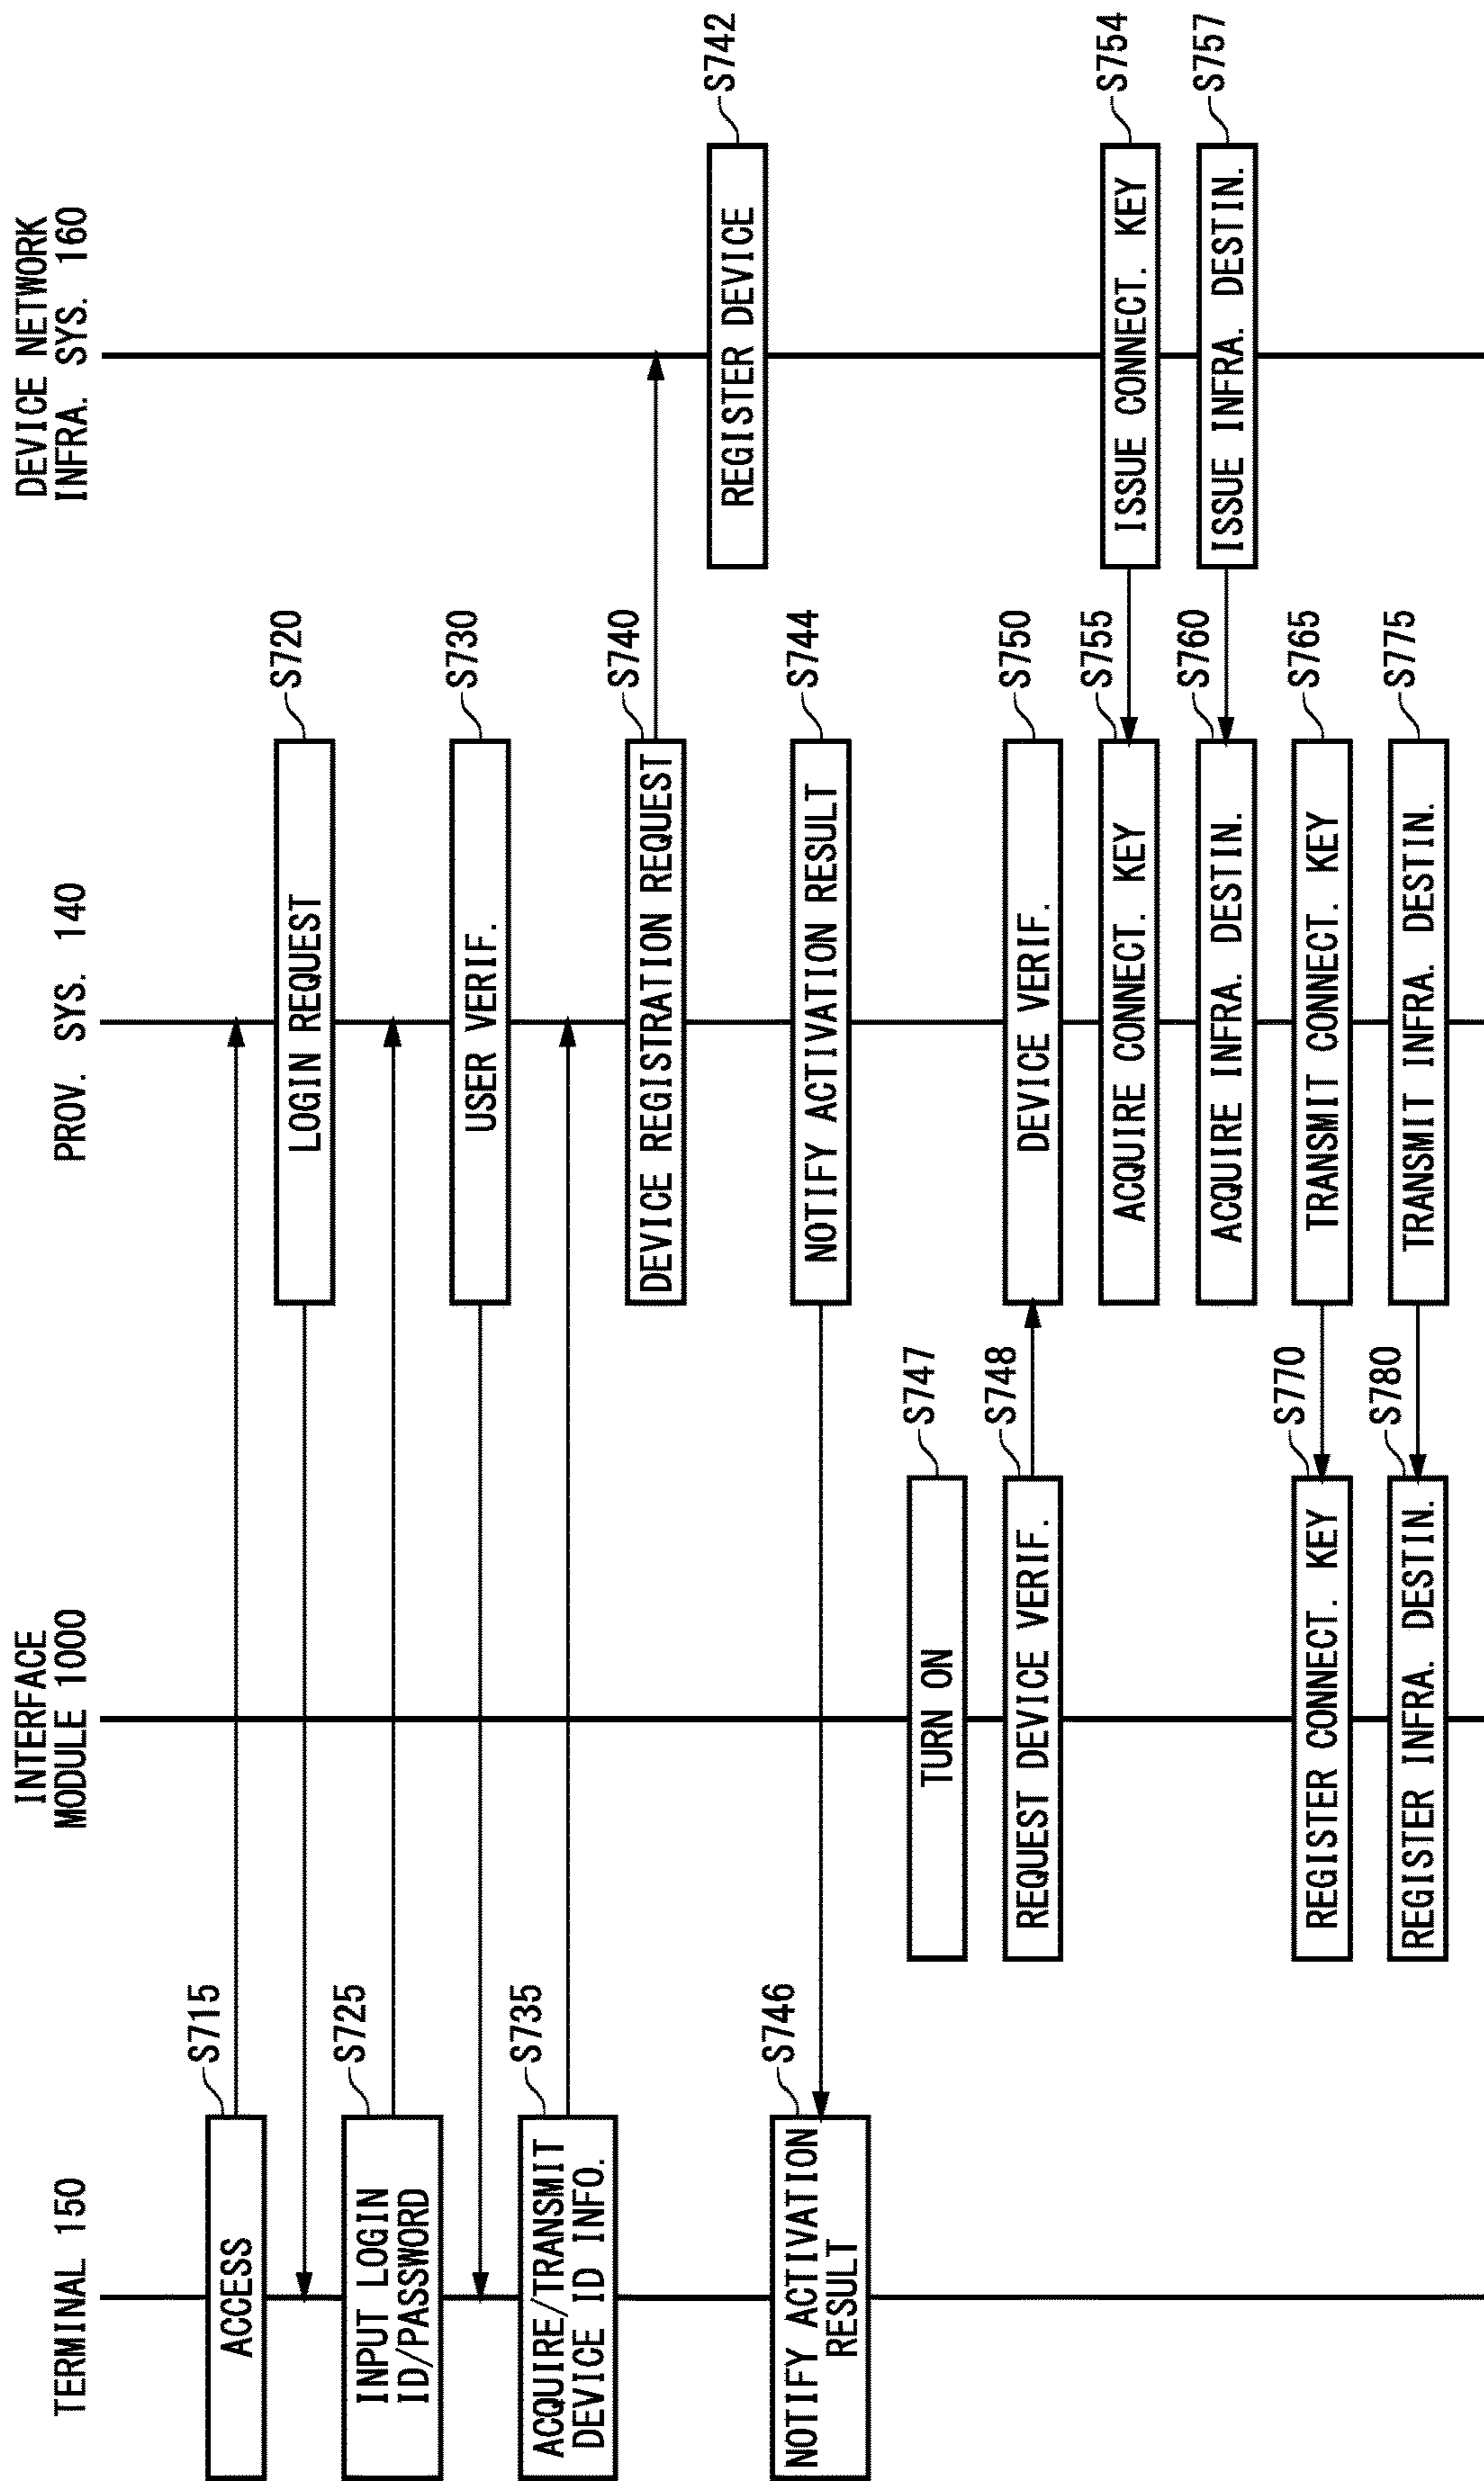 TERMINAL 150
INTERFACE
MODULE 1000
PROV. SYS. 140
DEVICE NETWORK
INFRA. SYS. 160
S715
ACCESS
S720
LOGIN REQUEST
S725
INPUT LOGIN
ID/PASSWORD
S730
USER VERIF.
S735
ACQUIRE/TRANSMIT
DEVICE ID INFO.
S740
DEVICE REGISTRATION REQUEST
S742
REGISTER DEVICE
S744
NOTIFY ACTIVATION RESULT
S746
NOTIFY ACTIVATION
RESULT
S747
TURN ON
S748
REQUEST DEVICE VERIF.
S750
DEVICE VERIF.
S754
ISSUE CONNECT. KEY
S755
ACQUIRE CONNECT. KEY
S757
ISSUE INFRA. DESTIN.
S760
ACQUIRE INFRA. DESTIN.
S765
TRANSMIT CONNECT. KEY
S770
REGISTER CONNECT. KEY
S775
TRANSMIT INFRA. DESTIN.
S780
REGISTER INFRA. DESTIN.